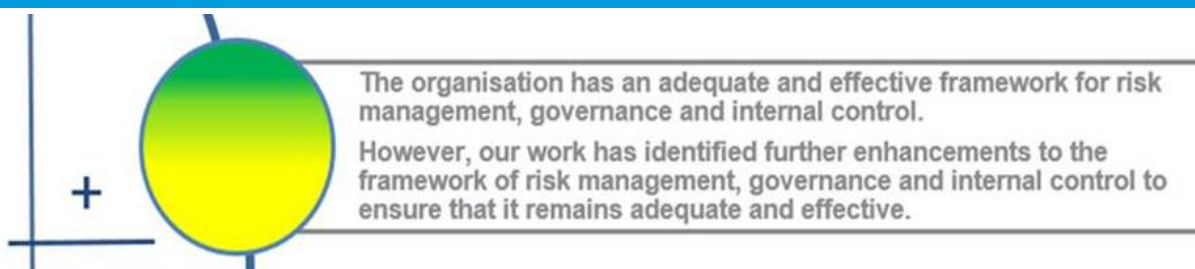 The organisation has an adequate and effective framework for risk
management, governance and internal control.
However, our work has identified further enhancements to the
framework of risk management, governance and internal control to
ensure that it remains adequate and effective.
+